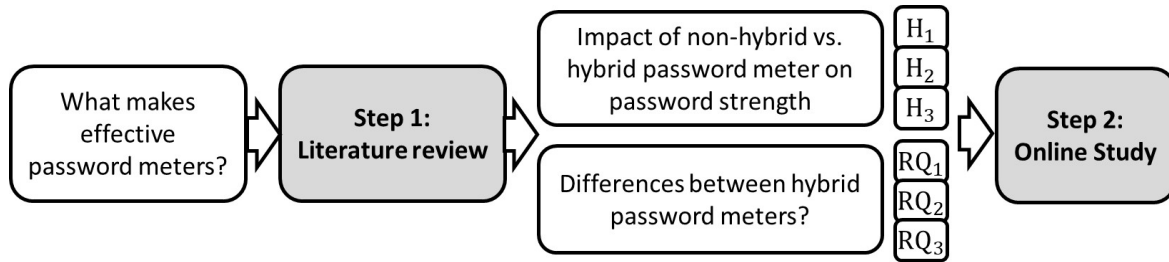 What makes
effective
password meters?
Step 1:
Literature review
Impact of non-hybrid vs.
hybrid password meter on
password strength
H₁
H₂
H₃
Differences between hybrid
password meters?
RQ₁
RQ₂
RQ₃
Step 2:
Online Study